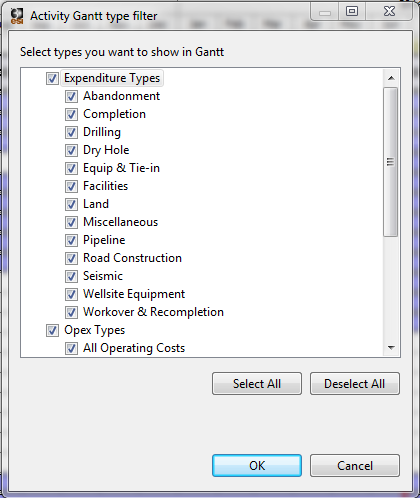 Activity Gantt type filter
Select types you want to show in Gantt
Expenditure Types
Abandonment
Completion
Drilling
Dry Hole
Equip & Tie-in
Facilities
Land
Miscellaneous
Pipeline
Road Construction
Seismic
Wellsite Equipment
Workover & Recompletion
Opex Types
All Operating Costs
Select All Deselect All
OK Cancel